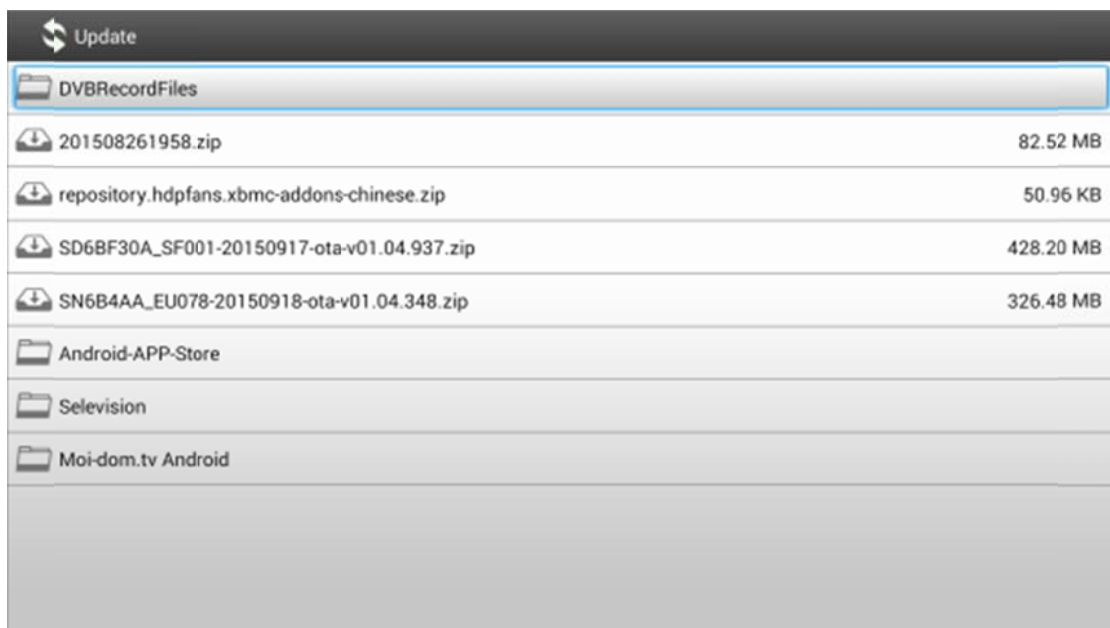 Update
DVBRecordFiles
201508261958.zip 82.52 MB
repository.hdpfans.xbmc-addons-chinese.zip 50.96 KB
SD6BF30A_SF001-20150917-ota-v01.04.937.zip 428.20 MB
SN6B4AA_EU078-20150918-ota-v01.04.348.zip 326.48 MB
Android-APP-Store
Selevision
Moi-dom.tv Android